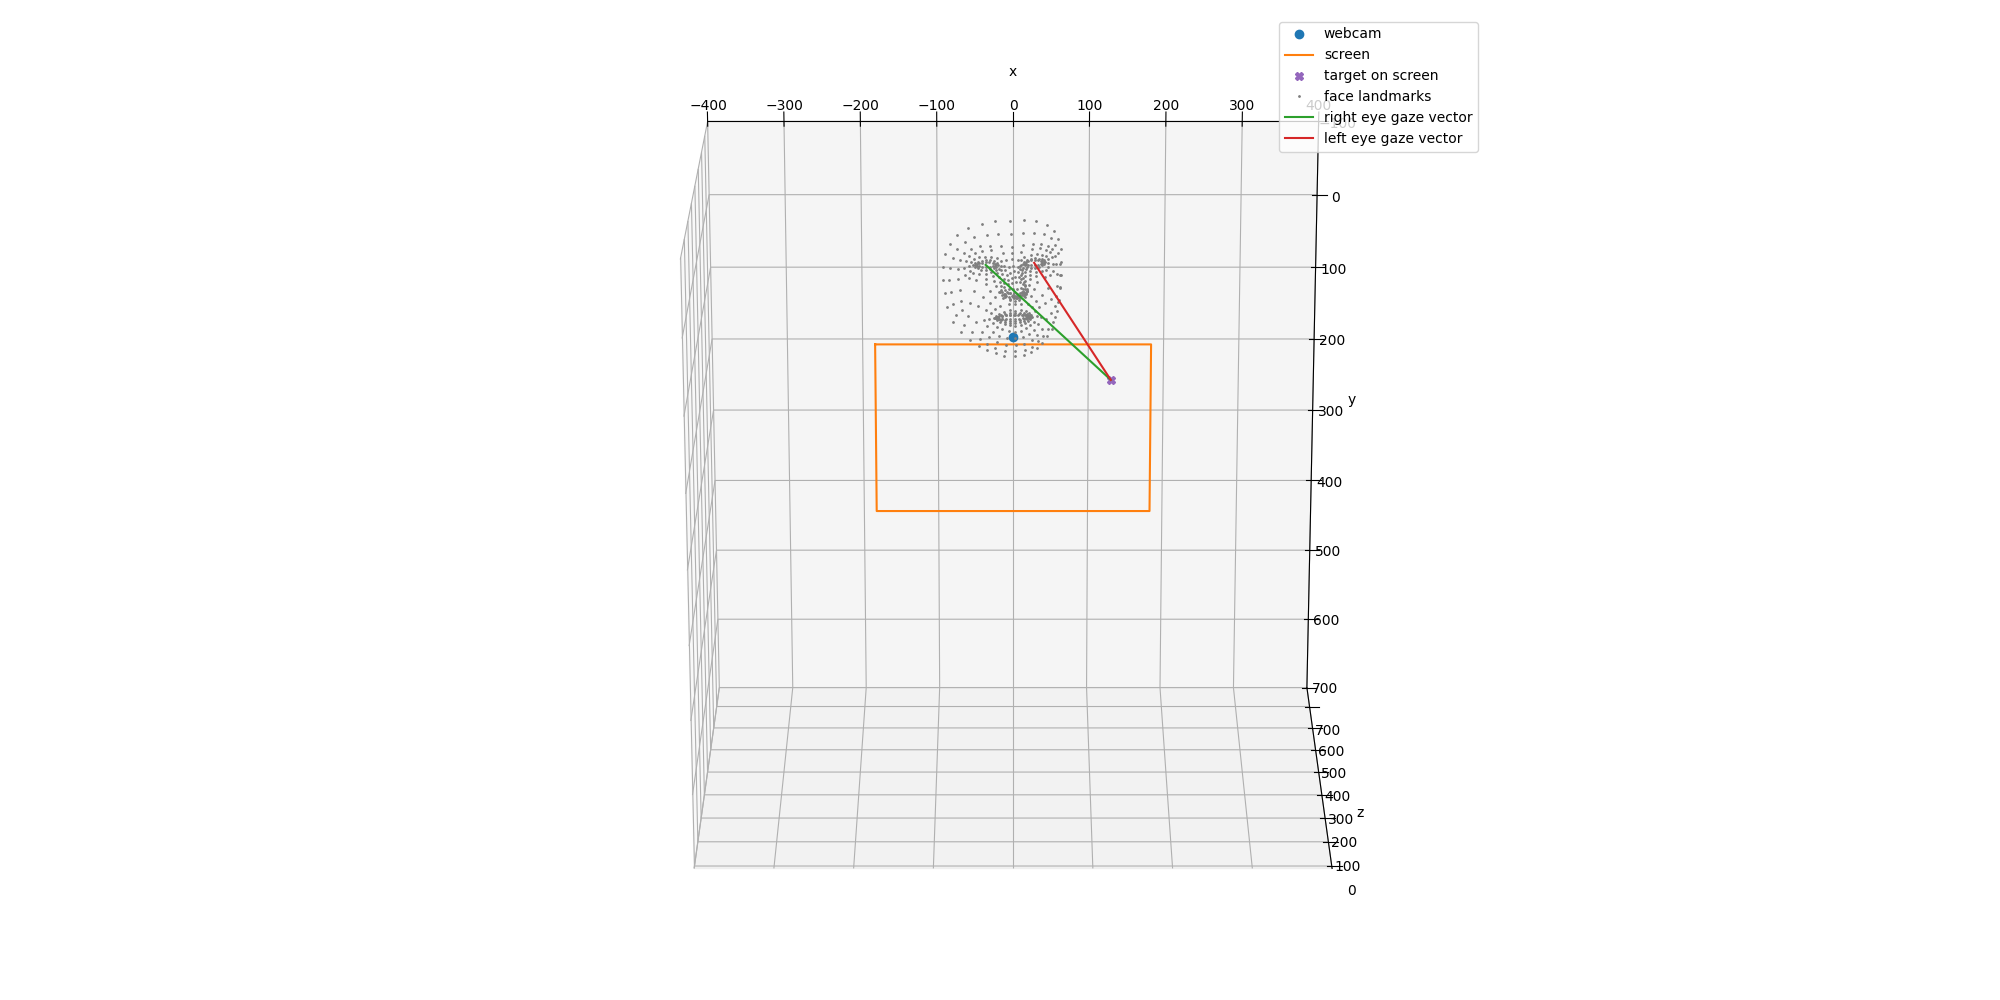 webcam
screen
target on screen
face landmarks
right eye gaze vector
left eye gaze vector
x
−400 −300 −200 −100 0 100 200 300 400
−100
0
100
200
300
y
400
500
600
700
700
600
500
400
300 z
200
100
0